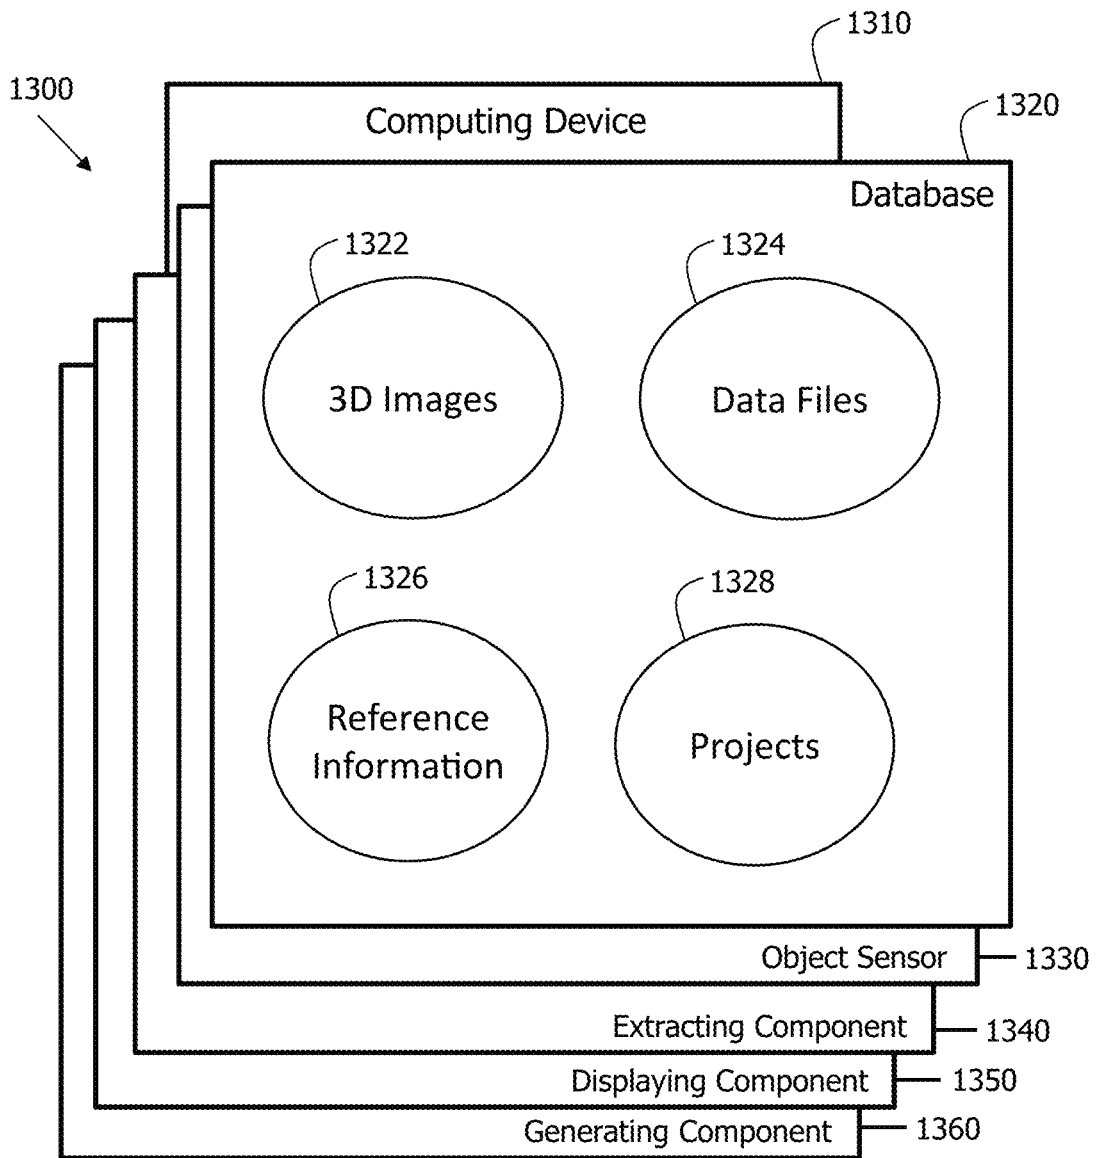 1310
1300
Computing Device
1320
Database
1322
1324
3D Images
Data Files
1326
1328
Reference
Information
Projects
Object Sensor
1330
Extracting Component
1340
Displaying Component
1350
Generating Component
1360